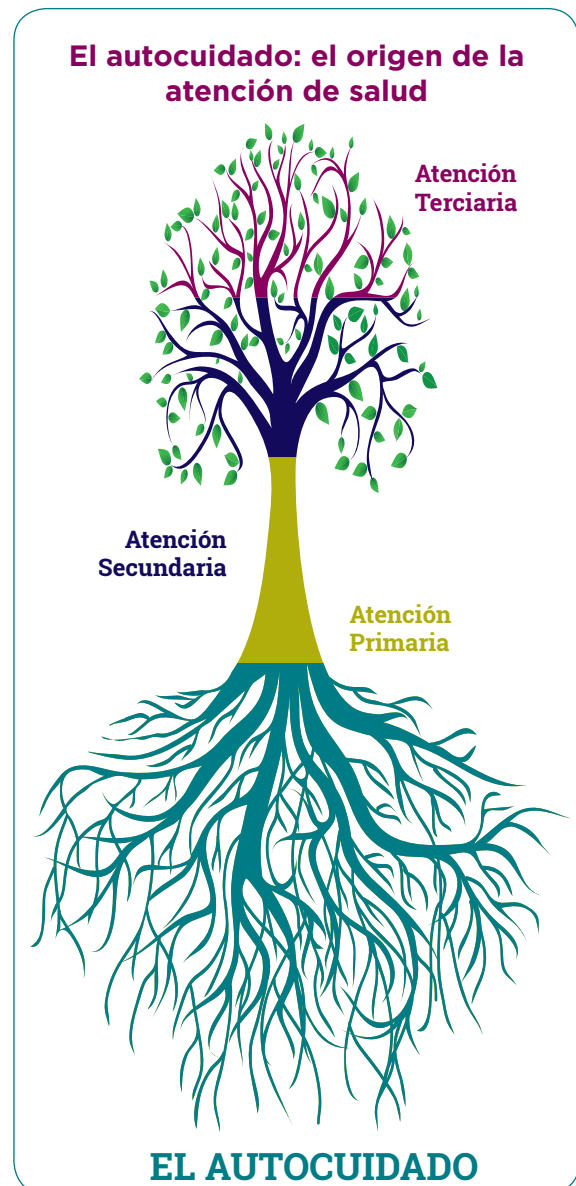 El autocuidado: el origen de la
atención de salud
Atención
Terciaria
Atención
Secundaria
Atención
Primaria
EL AUTOCUIDADO